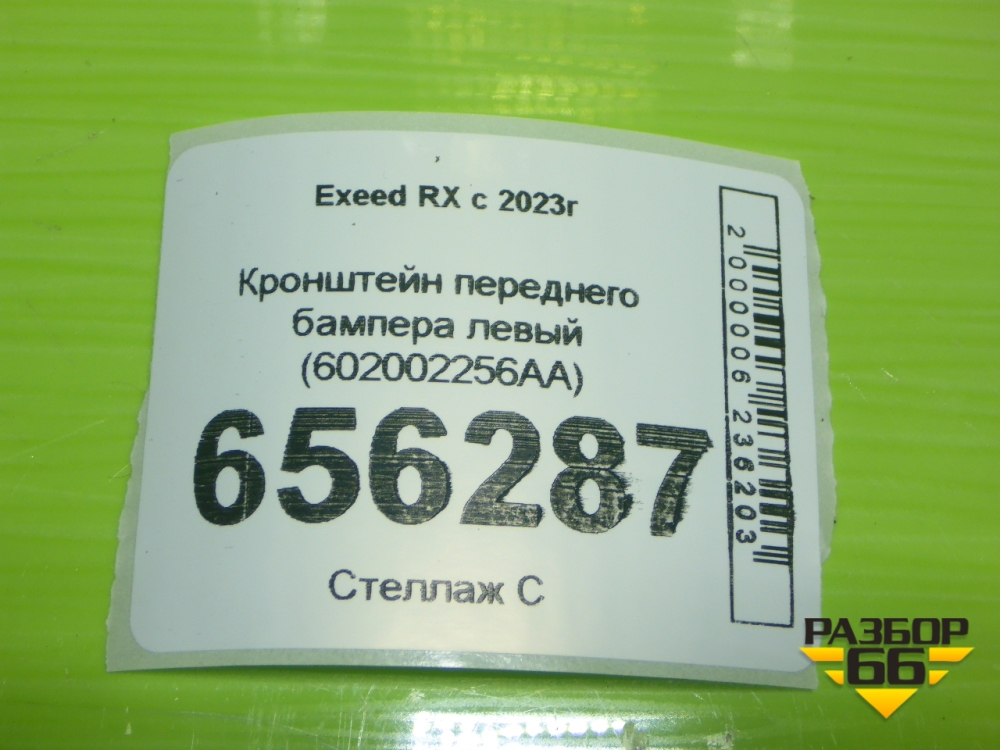 Exeed RX с 2023г
Кронштейн переднего
бампера левый
(602002256AA)
656287
Стеллаж С
2000006236203
РАЗБОР
66